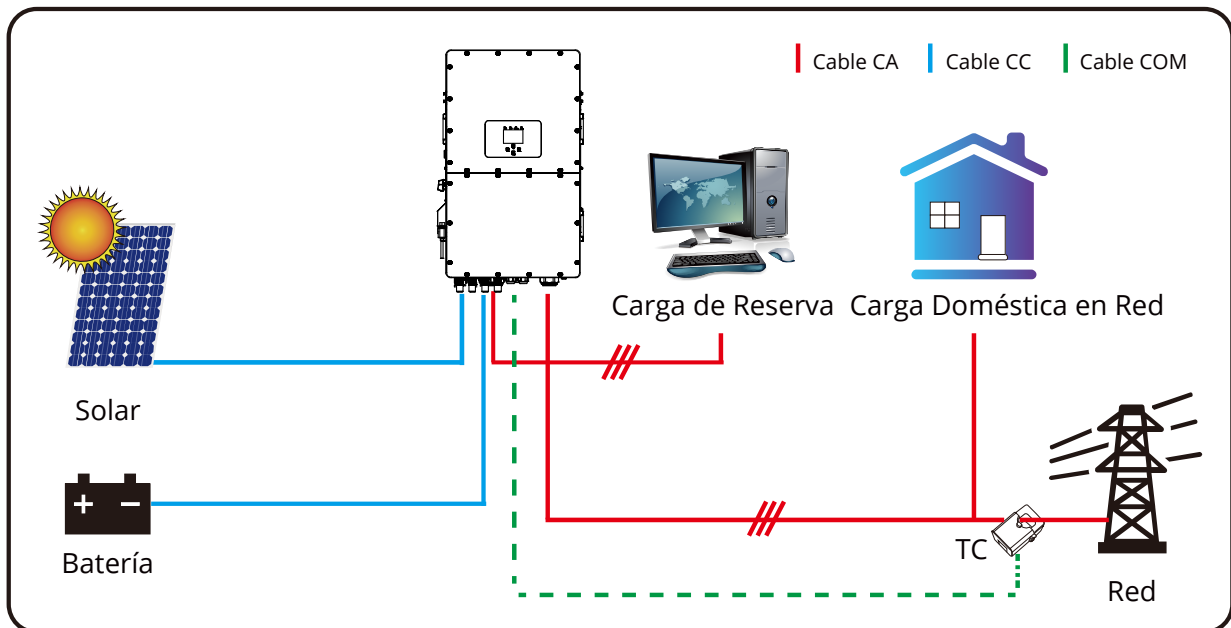 Cable CA
Cable CC
Cable COM
Carga de Reserva
Carga Doméstica en Red
Solar
Batería
TC
Red